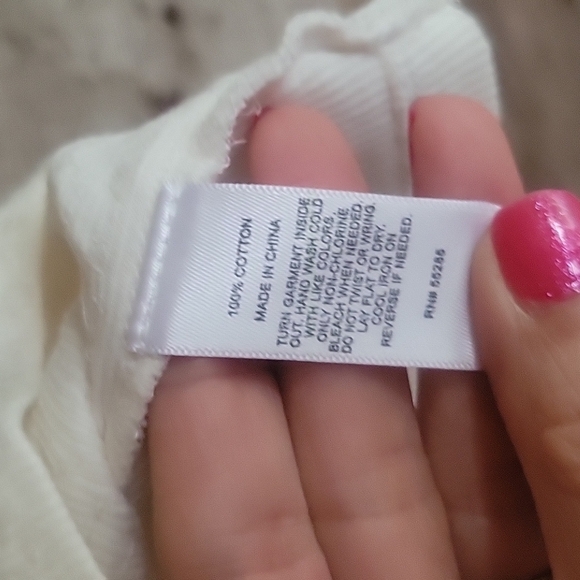 100% COTTON
MADE IN CHINA
TURN GARMENT INSIDE
OUT. HAND WASH COLD
WITH LIKE COLORS.
ONLY NON-CHLORINE
BLEACH WHEN NEEDED.
DO NOT TWIST OR WRING.
LAY FLAT TO DRY.
COOL IRON ON
REVERSE IF NEEDED.
RN# 55285